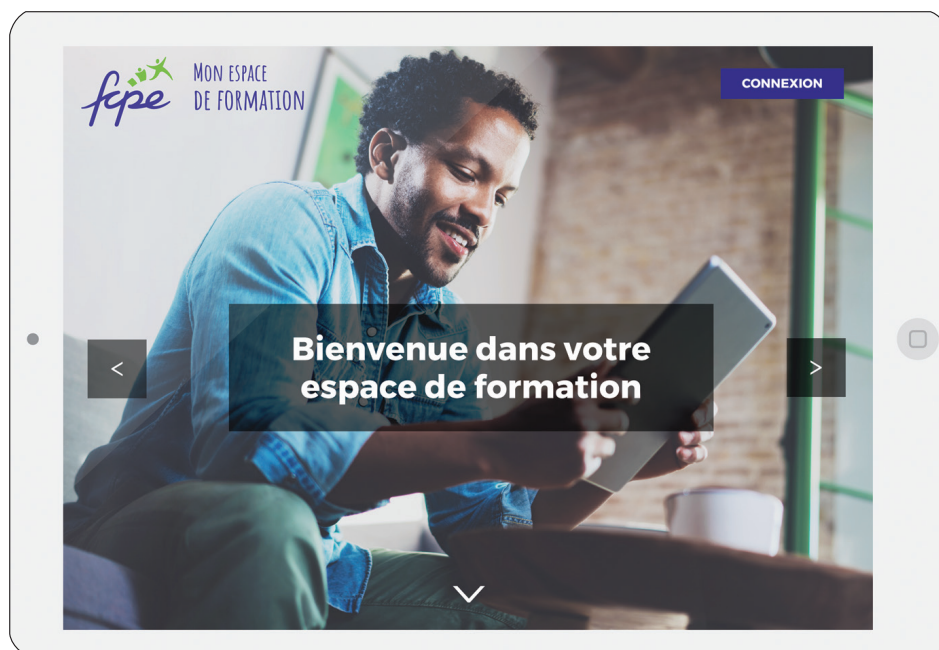 fcpe
MON ESPACE
DE FORMATION
CONNEXION
<
>
Bienvenue dans votre
espace de formation